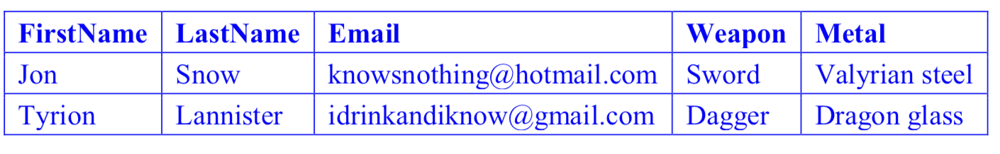 FirstName LastName Email Weapon Metal
Jon Snow knowsnothing@hotmail.com Sword Valyrian steel
Tyrion Lannister idrinkandiknow@gmail.com Dagger Dragon glass